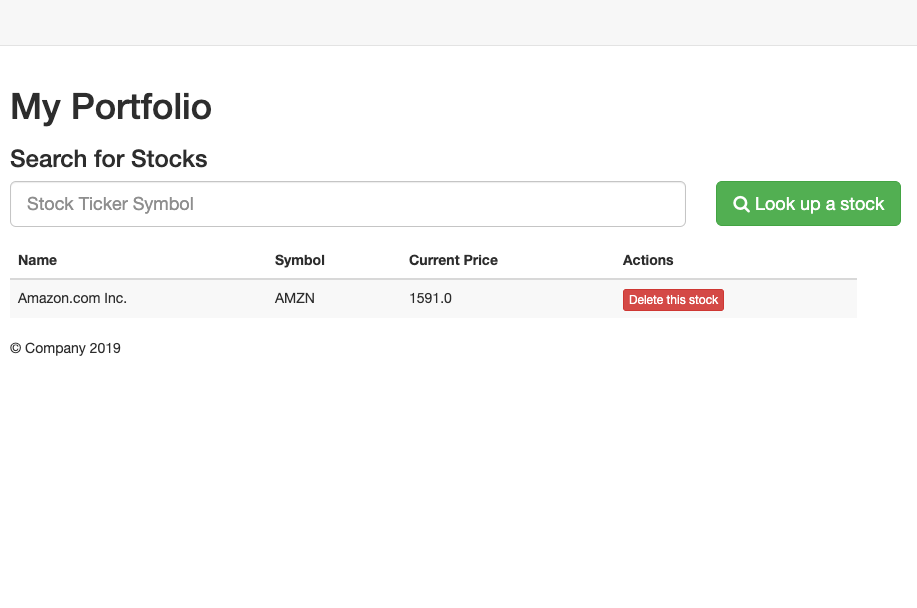 My Portfolio
Search for Stocks
Stock Ticker Symbol
Look up a stock
Name Symbol Current Price Actions
Amazon.com Inc. AMZN 1591.0 Delete this stock
© Company 2019